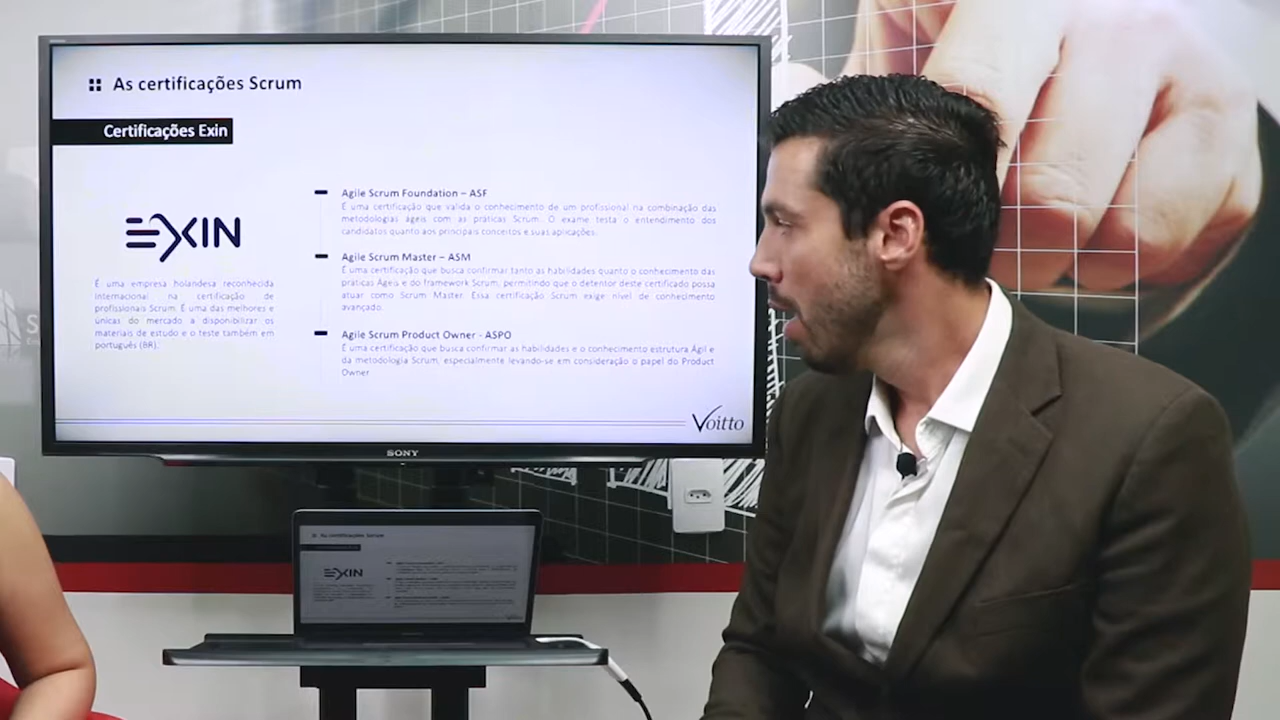 As certificações Scrum
Certificações Exin
EXIN
É uma empresa holandesa reconhecida
internacional na certificação de
profissionais Scrum. É uma das melhores e
únicas do mercado a disponibilizar os
materiais de estudo e o teste também em
português (BR).
Agile Scrum Foundation – ASF
É uma certificação que valida o conhecimento de um profissional na combinação das
metodologias ágeis com as práticas Scrum. O exame testa o entendimento dos
candidatos quanto aos principais conceitos e suas aplicações.
Agile Scrum Master – ASM
É uma certificação que busca confirmar tanto as habilidades quanto o conhecimento das
práticas Ágeis e do framework Scrum, permitindo que o detentor deste certificado possa
atuar como Scrum Master. Essa certificação Scrum exige nível de conhecimento
avançado.
Agile Scrum Product Owner - ASPO
É uma certificação que busca confirmar as habilidades e o conhecimento estrutura Ágil e
da metodologia Scrum, especialmente levando-se em consideração o papel do Product
Owner
Voitto
SONY
As certificações Scrum
EXIN